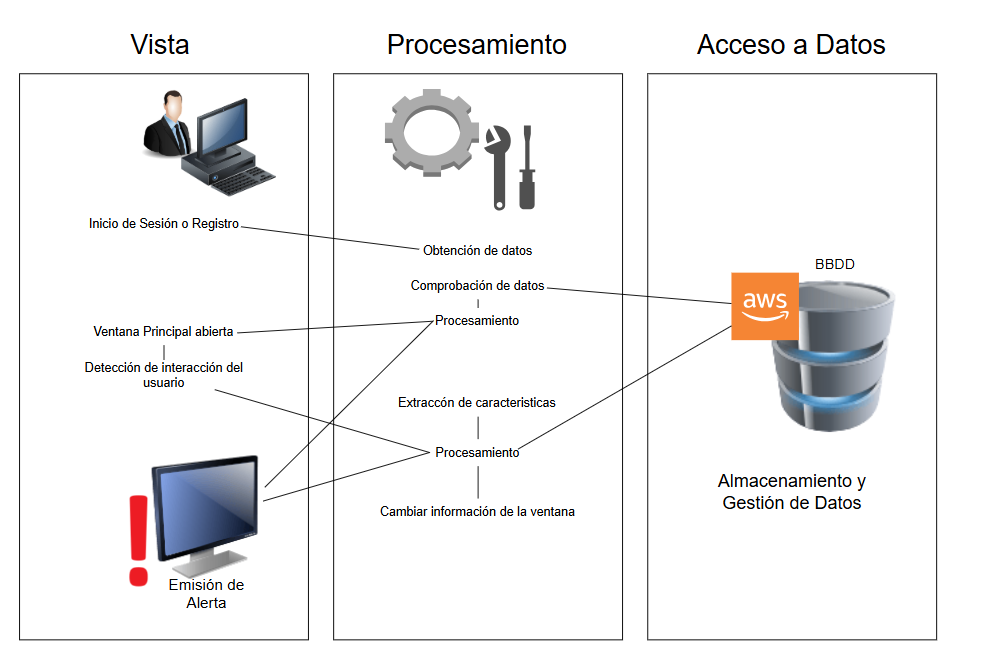 Vista
Procesamiento
Acceso a Datos
Inicio de Sesión o Registro
Obtención de datos
Comprobación de datos
Procesamiento
Ventana Principal abierta
Detección de interacción del
usuario
Extraccón de caracteristicas
Procesamiento
Cambiar información de la ventana
Emisión de
Alerta
BBDD
aws
Almacenamiento y
Gestión de Datos